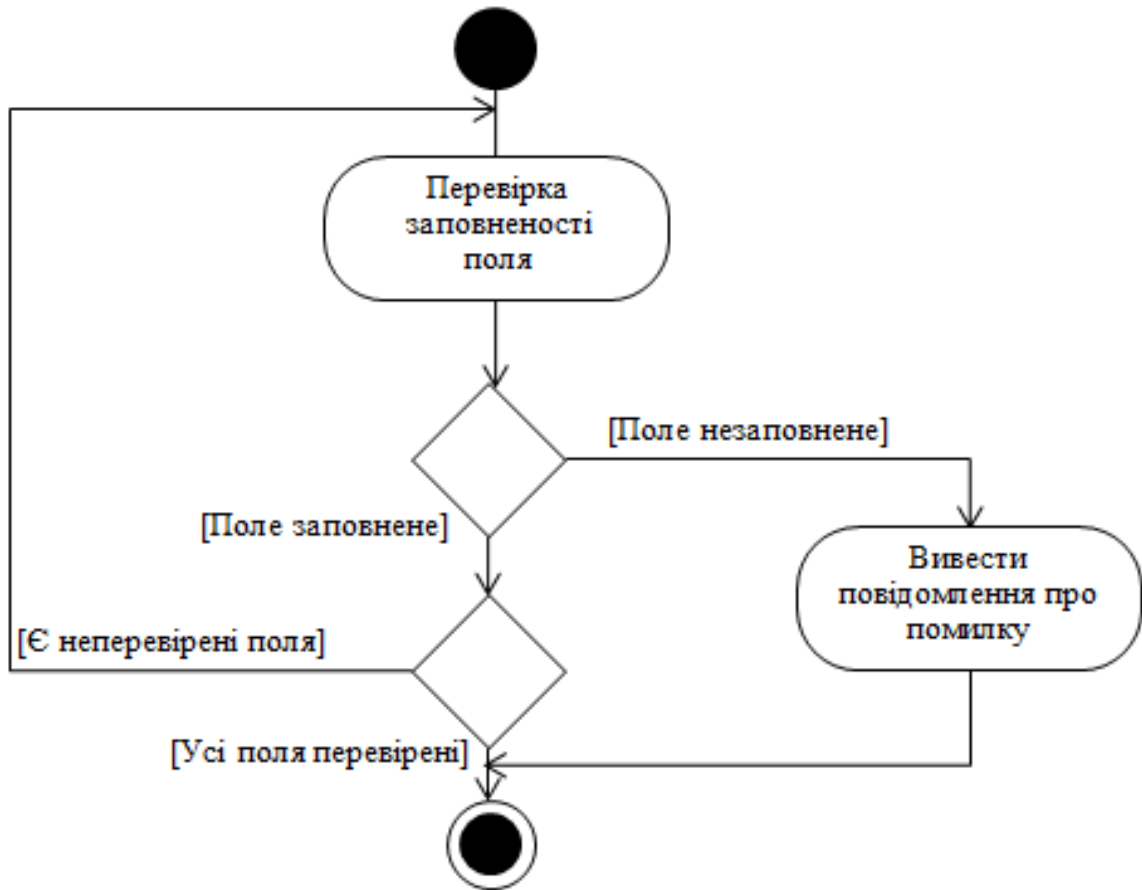 Перевірка
заповненості
поля
[Поле незаповнене]
[Поле заповнене]
Вивести
повідомлення про
помилку
[Є неперевірені поля]
[Усі поля перевірені]